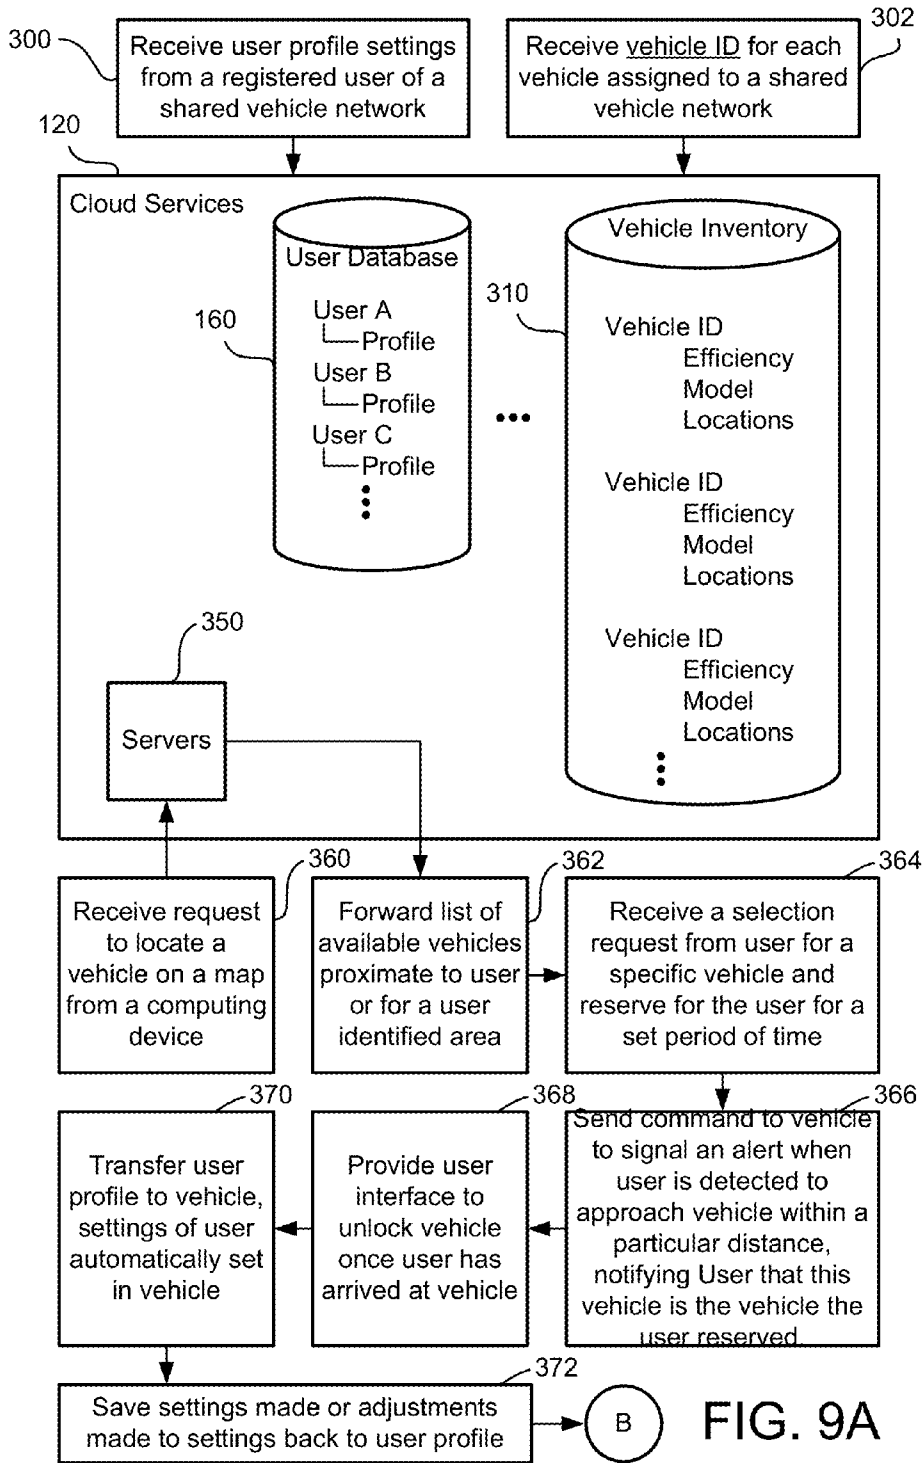 300
Receive user profile settings
from a registered user of a
shared vehicle network
302
Receive vehicle ID for each
vehicle assigned to a shared
vehicle network
120
Cloud Services
User Database
160
User A
Profile
User B
Profile
User C
Profile
310
Vehicle Inventory
Vehicle ID
Efficiency
Model
Locations
Vehicle ID
Efficiency
Model
Locations
Vehicle ID
Efficiency
Model
Locations
350
Servers
360
Receive request
to locate a
vehicle on a map
from a computing
device
362
Forward list of
available vehicles
proximate to user
or for a user
identified area
364
Receive a selection
request from user for a
specific vehicle and
reserve for the user for a
set period of time
366
Send command to vehicle
to signal an alert when
user is detected to
approach vehicle within a
particular distance,
notifying User that this
vehicle is the vehicle the
user reserved.
368
Provide user
interface to
unlock vehicle
once user has
arrived at vehicle
370
Transfer user
profile to vehicle,
settings of user
automatically set
in vehicle
372
Save settings made or adjustments
made to settings back to user profile
B
FIG. 9A